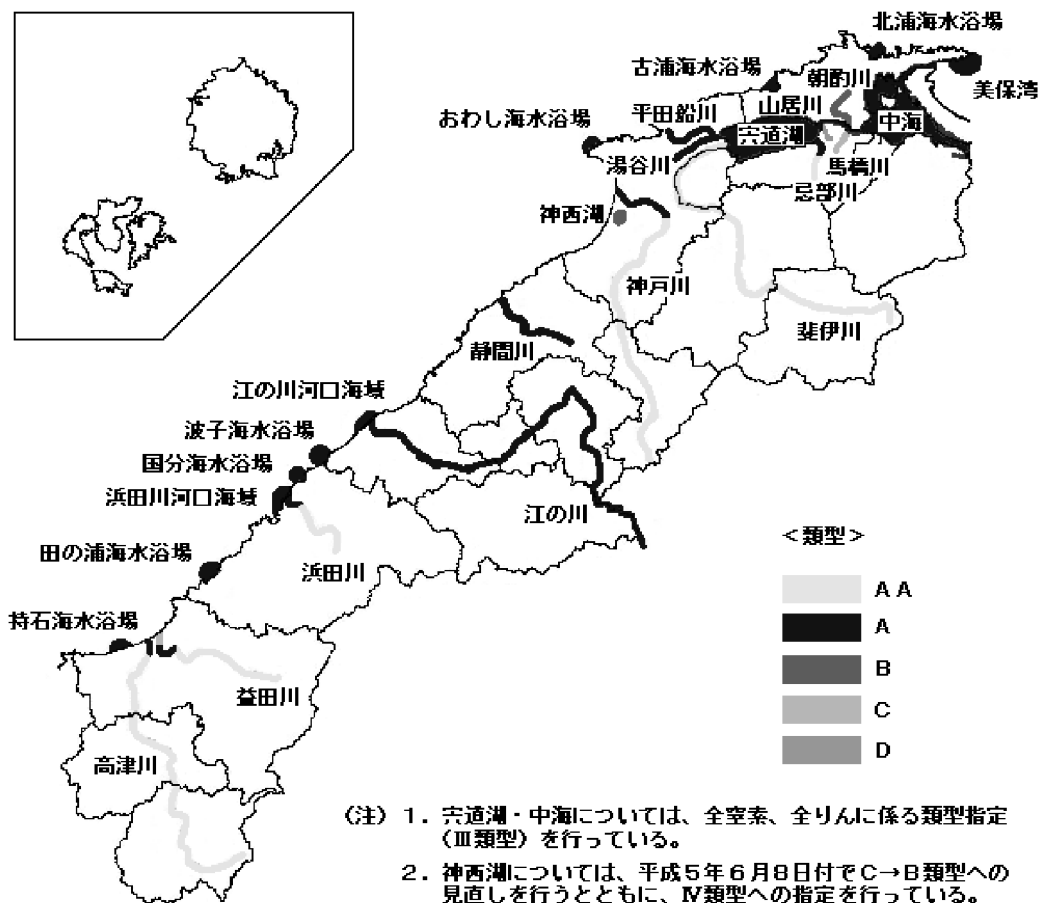 北浦海水浴場
古浦海水浴場
朝酌川
美保湾
おわし海水浴場
平田船川
山居川
宍道湖
中海
湯谷川
馬橋川
忌部川
神西湖
神戸川
斐伊川
静間川
江の川河口海域
波子海水浴場
国分海水浴場
浜田川河口海域
江の川
田の浦海水浴場
浜田川
持石海水浴場
益田川
高津川
<類型>
AA
A
B
C
D
(注) 1. 宍道湖・中海については、全窒素、全りんに係る類型指定
(Ⅲ類型)を行っている。
2. 神西湖については、平成5年6月8日付でC→B類型への
見直しを行うとともに、Ⅳ類型への指定を行っている。